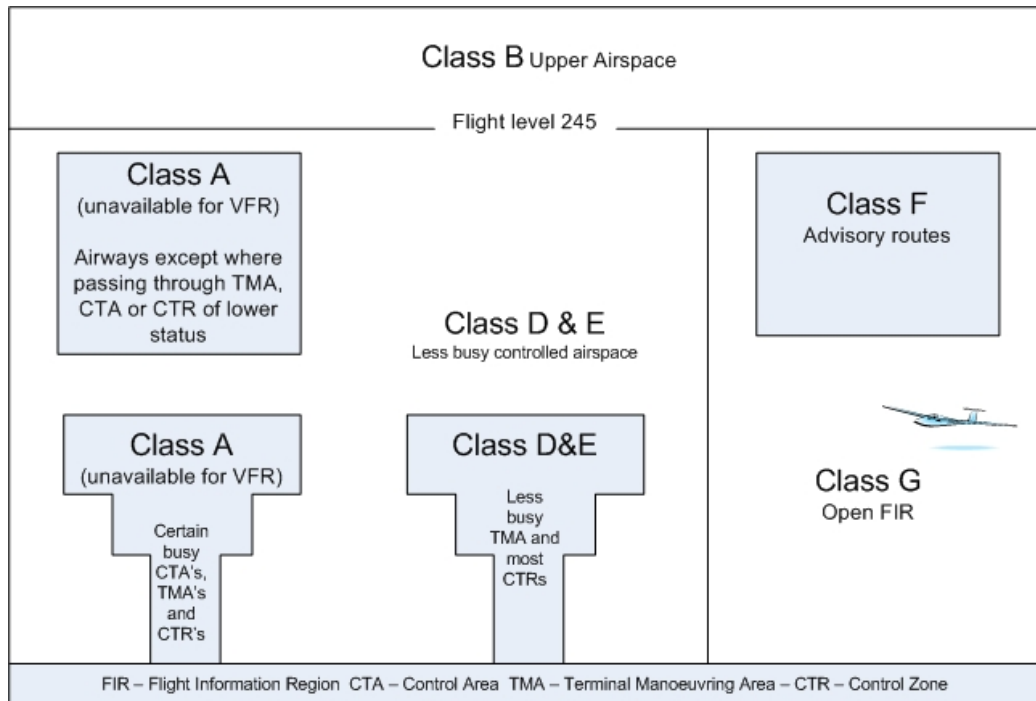 Class B Upper Airspace
Flight level 245
Class A
(unavailable for VFR)
Airways except where
passing through TMA,
CTA or CTR of lower
status
Class D & E
Less busy controlled airspace
Class F
Advisory routes
Class A
(unavailable for VFR)
Certain
busy
CTA's,
TMA's
and
CTR's
Class D&E
Less
busy
TMA and
most
CTRs
Class G
Open FIR
FIR – Flight Information Region CTA – Control Area TMA – Terminal Manoeuvring Area – CTR – Control Zone